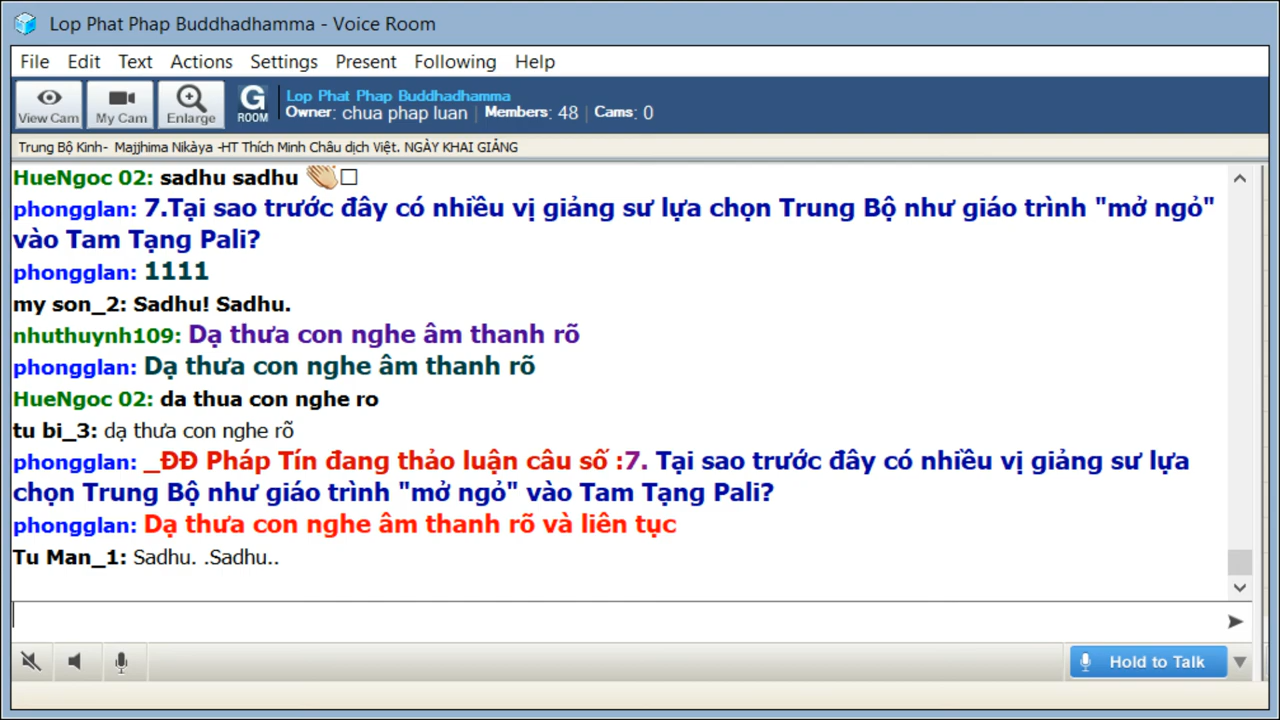 Lop Phat Phap Buddhadhamma - Voice Room
File Edit Text Actions Settings Present Following Help
View Cam My Cam Enlarge G ROOM
Lop Phat Phap Buddhadhamma
Owner: chua phap luan | Members: 48 | Cams: 0
Trung Bộ Kinh- Majjhima Nikàya -HT Thích Minh Châu dịch Việt. NGÀY KHAI GIẢNG
HueNgoc 02: sadhu sadhu 👏□
phongglan: 7.Tại sao trước đây có nhiều vị giảng sư lựa chọn Trung Bộ như giáo trình "mở ngỏ"
vào Tam Tạng Pali?
phongglan: 1111
my son_2: Sadhu! Sadhu.
nhuthuynh109: Dạ thưa con nghe âm thanh rõ
phongglan: Dạ thưa con nghe âm thanh rõ
HueNgoc 02: da thua con nghe ro
tu bi_3: dạ thưa con nghe rõ
phongglan: _ĐĐ Pháp Tín đang thảo luận câu số :7. Tại sao trước đây có nhiều vị giảng sư lựa
chọn Trung Bộ như giáo trình "mở ngỏ" vào Tam Tạng Pali?
phongglan: Dạ thưa con nghe âm thanh rõ và liên tục
Tu Man_1: Sadhu. .Sadhu..
Hold to Talk